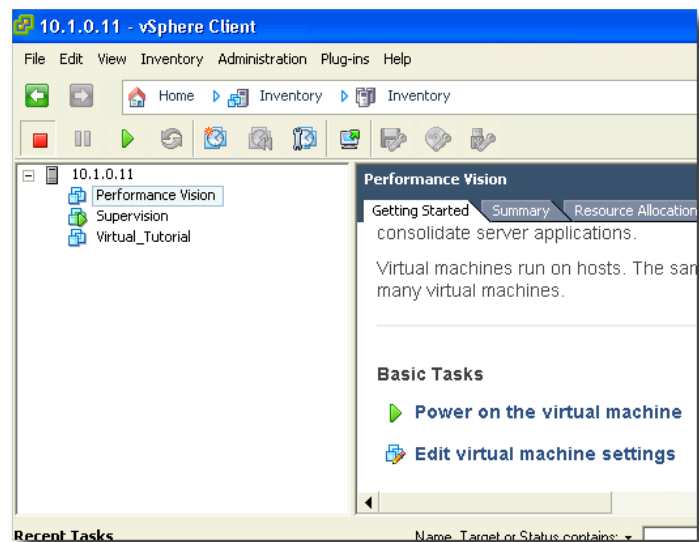 10.1.0.11 - vSphere Client
File Edit View Inventory Administration Plug-ins Help
Home Inventory Inventory
10.1.0.11
Performance Vision
Supervision
Virtual_Tutorial
Performance Vision
Getting Started Summary Resource Allocation
consolidate server applications.
Virtual machines run on hosts. The san
many virtual machines.
Basic Tasks
Power on the virtual machine
Edit virtual machine settings
Recent Tasks
Name, Target or Status contains: